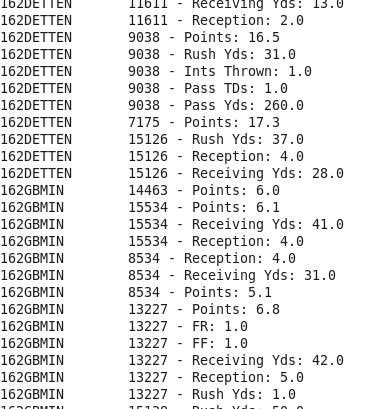 162DETTEN 11611 - Receiving Yds: 13.0
162DETTEN 11611 - Reception: 2.0
162DETTEN 9038 - Points: 16.5
162DETTEN 9038 - Rush Yds: 31.0
162DETTEN 9038 - Ints Thrown: 1.0
162DETTEN 9038 - Pass TDs: 1.0
162DETTEN 9038 - Pass Yds: 260.0
162DETTEN 7175 - Points: 17.3
162DETTEN 15126 - Rush Yds: 37.0
162DETTEN 15126 - Reception: 4.0
162DETTEN 15126 - Receiving Yds: 28.0
162GBMIN 14463 - Points: 6.0
162GBMIN 15534 - Points: 6.1
162GBMIN 15534 - Receiving Yds: 41.0
162GBMIN 15534 - Reception: 4.0
162GBMIN 8534 - Reception: 4.0
162GBMIN 8534 - Receiving Yds: 31.0
162GBMIN 8534 - Points: 5.1
162GBMIN 13227 - Points: 6.8
162GBMIN 13227 - FR: 1.0
162GBMIN 13227 - FF: 1.0
162GBMIN 13227 - Receiving Yds: 42.0
162GBMIN 13227 - Reception: 5.0
162GBMIN 13227 - Rush Yds: 1.0
162GBMIN